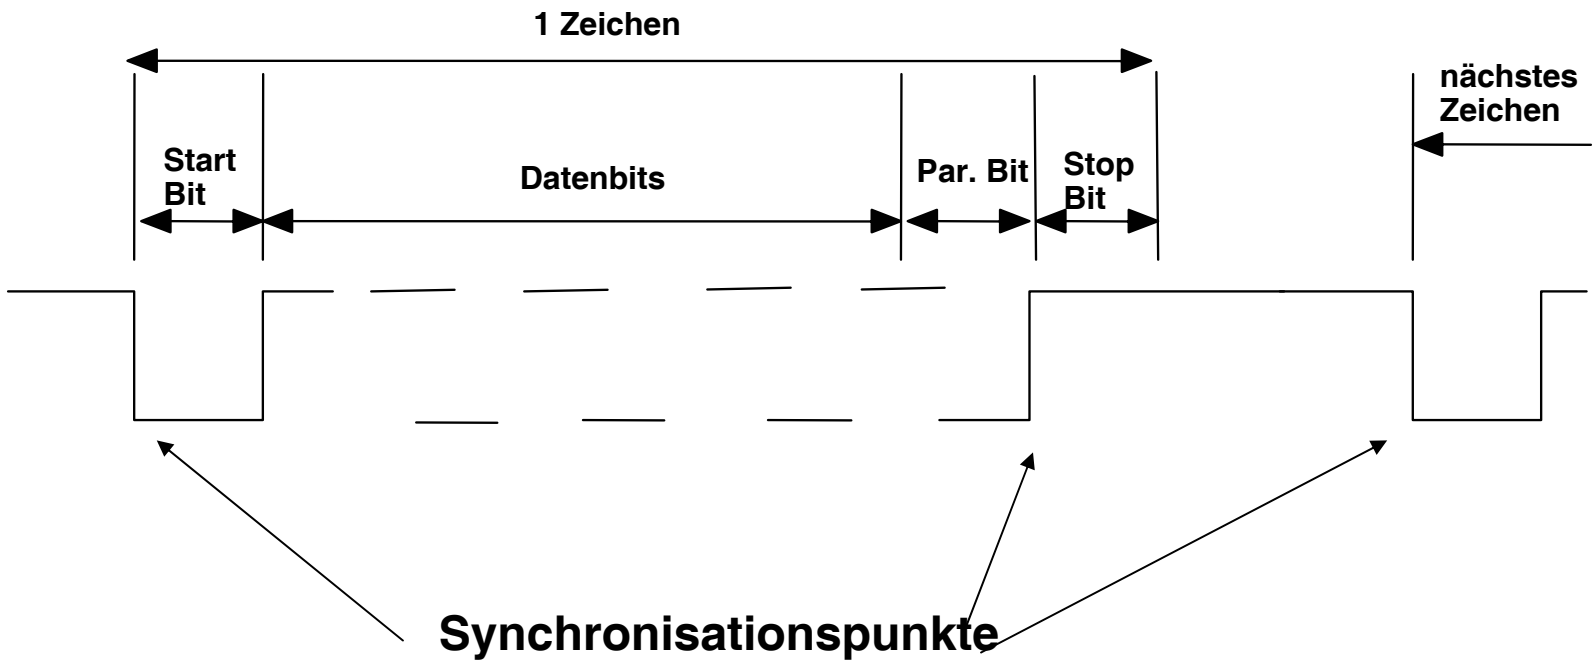 1 Zeichen
nächstes
Zeichen
Start
Bit
Datenbits
Par. Bit
Stop
Bit
Synchronisationspunkte